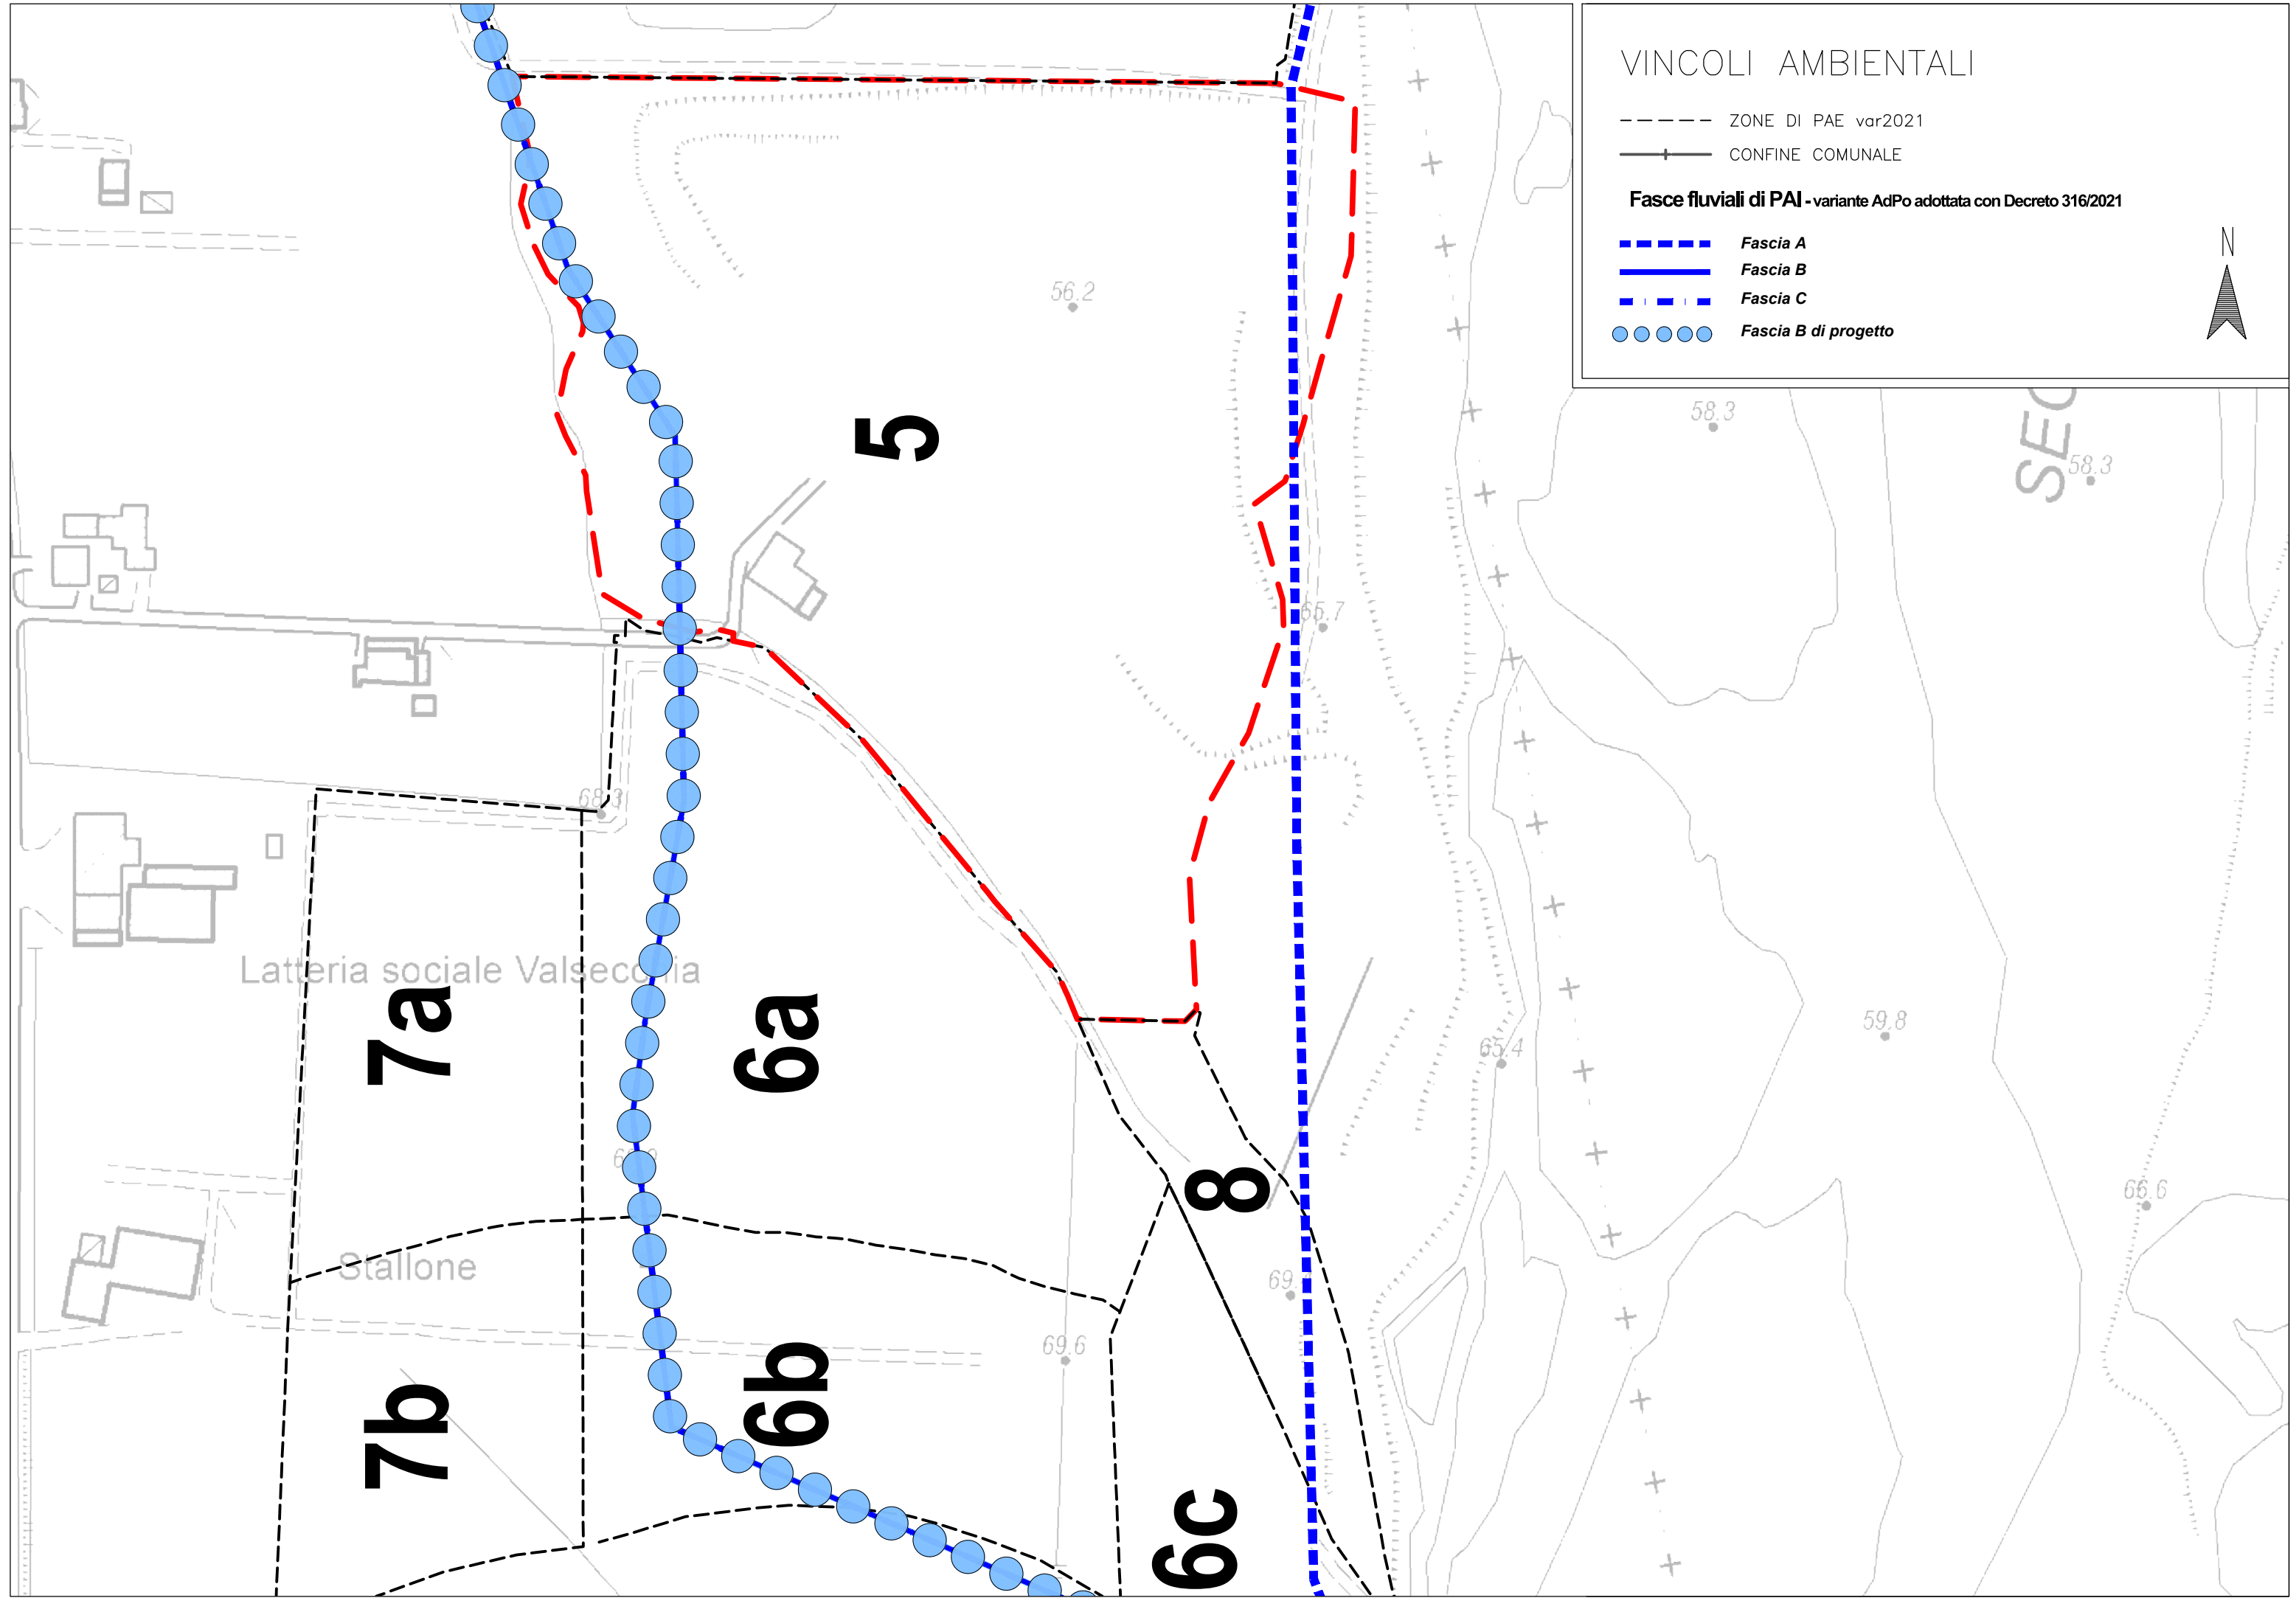 VINCOLI AMBIENTALI
ZONE DI PAE var2021
CONFINE COMUNALE
Fasce fluviali di PAI - variante AdPo adottata con Decreto 316/2021
Fascia A
Fascia B
Fascia C
Fascia B di progetto
N
56.2
58.3
58.3
5
65.7
68.3
Latteria sociale Valsecchia
7a
6a
59.8
65.4
8
66.6
Stallone
69.6
7b
6b
6c